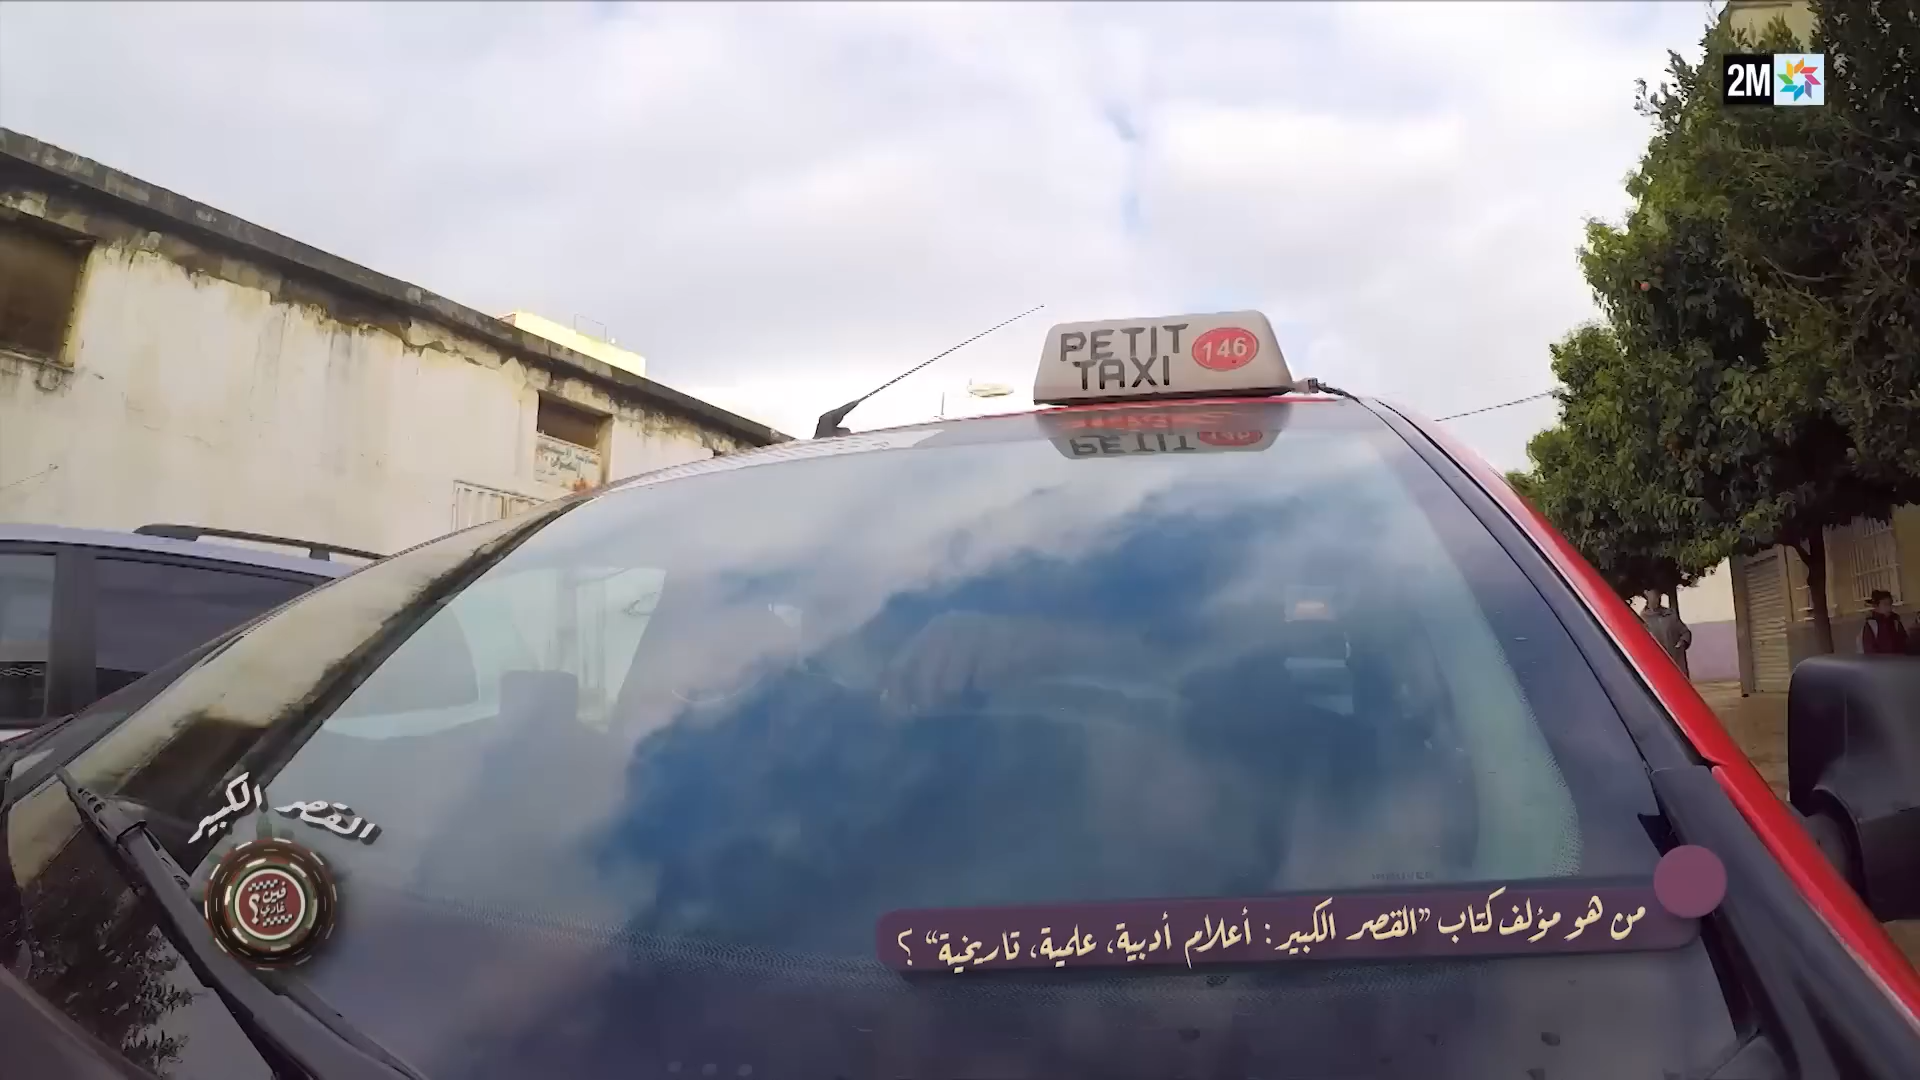 2M
PETIT
TAXI
146
القصر الكبير
فين
غادي
؟
من هو مؤلف كتاب ”القصر الكبير: أعلام أدبية، علمية، تاريخية“ ؟